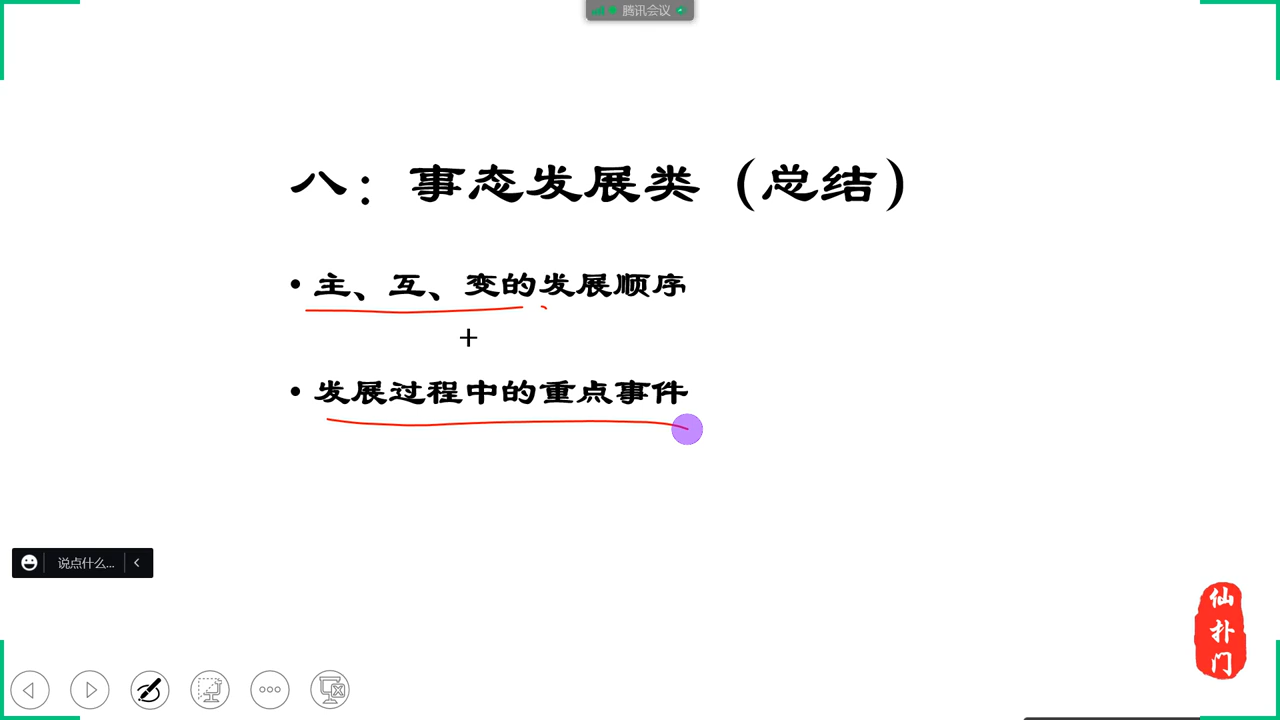 腾讯会议
八：事态发展类（总结）
• 主、互、变的发展顺序
+
• 发展过程中的重点事件
说点什么...
仙
扑
门